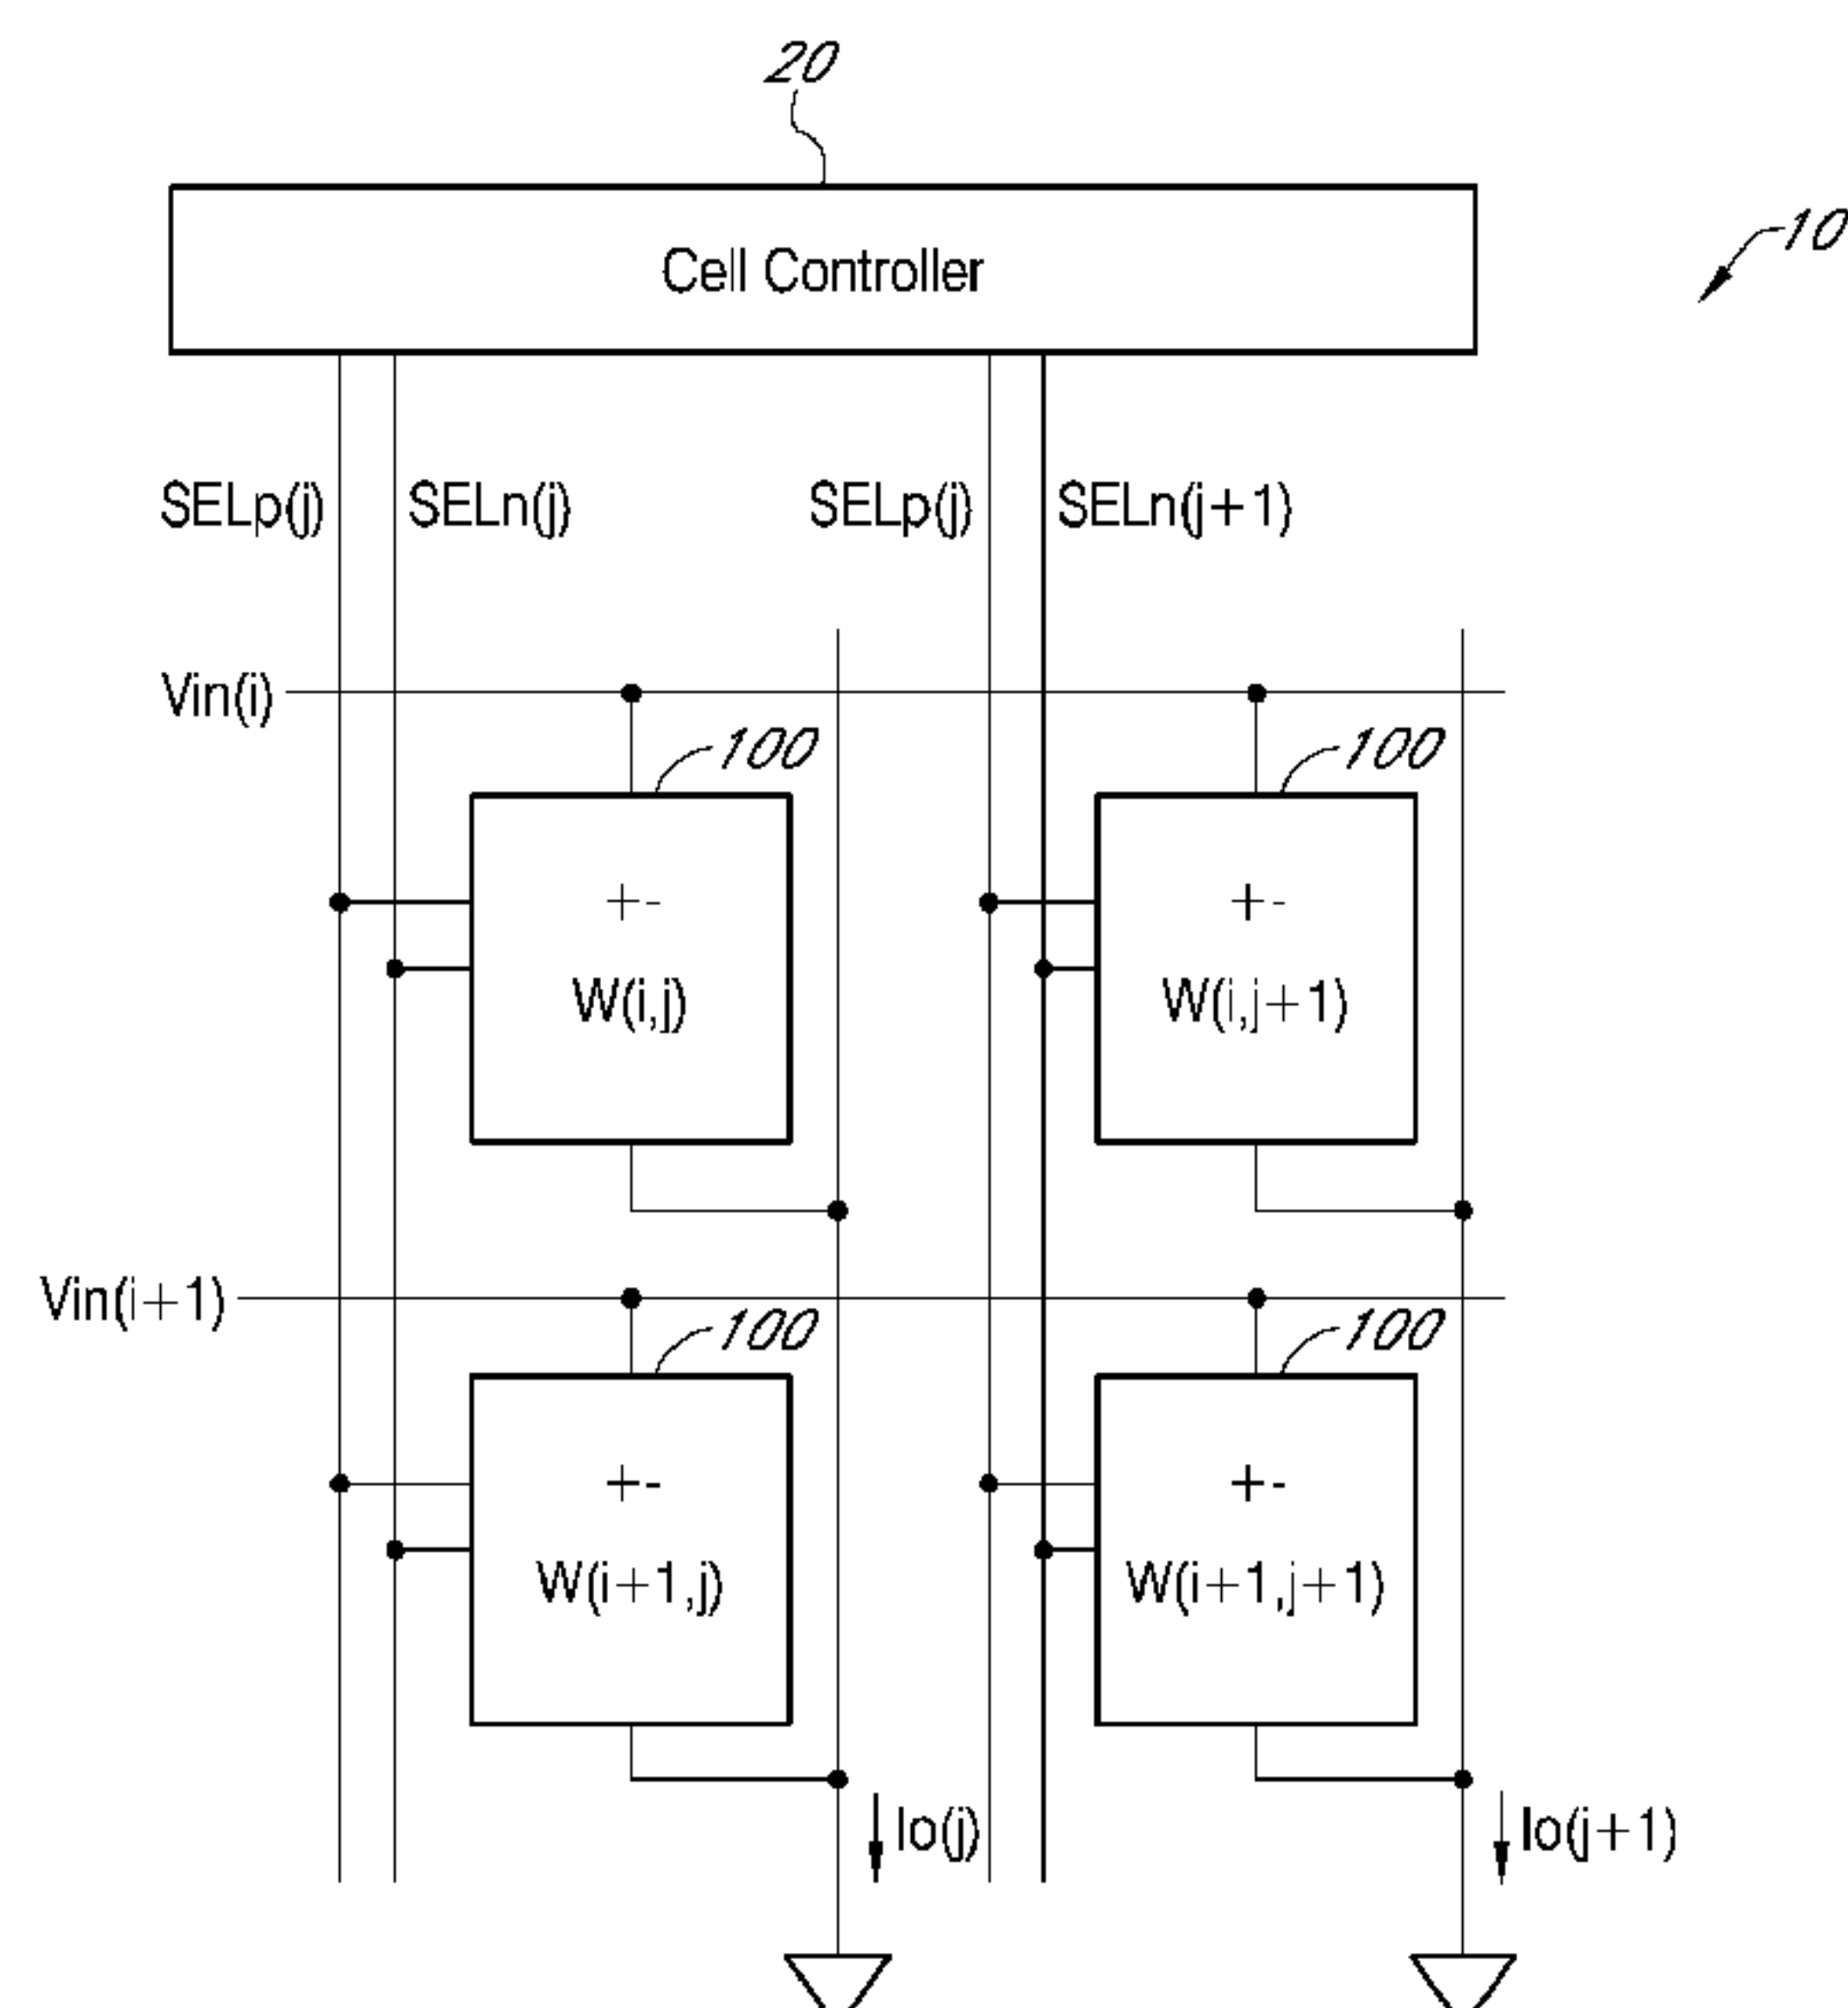 20
Cell Controller
10
SELp(j) SELn(j) SELp(j) SELn(j+1)
Vin(i)
100 100
+- +-
W(i,j) W(i,j+1)
Vin(i+1)
100 100
+- +-
W(i+1,j) W(i+1,j+1)
Io(j) Io(j+1)